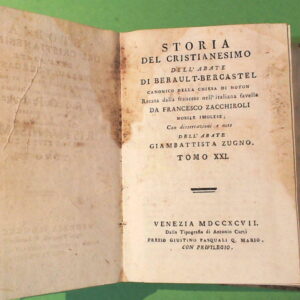 STORIA
DEL CRISTIANESIMO
DELL'ABATE
DI BERAULT-BERCASTEL
CANONICO DELLA CHIESA DI NOYON
Recata dalla francese nell'italiana favella
DA FRANCESCO ZACCHIROLI
NOBILE IMOLESE;
Con dissertazioni e note
DELL'ABATE
GIAMBATTISTA ZUGNO.
TOMO XXI.
VENEZIA MDCCXCVII.
Dalla Tipografia di Antonio Curti
PRESSO GIUSTINO PASQUALI Q. MARIO.
CON PRIVILEGIO.